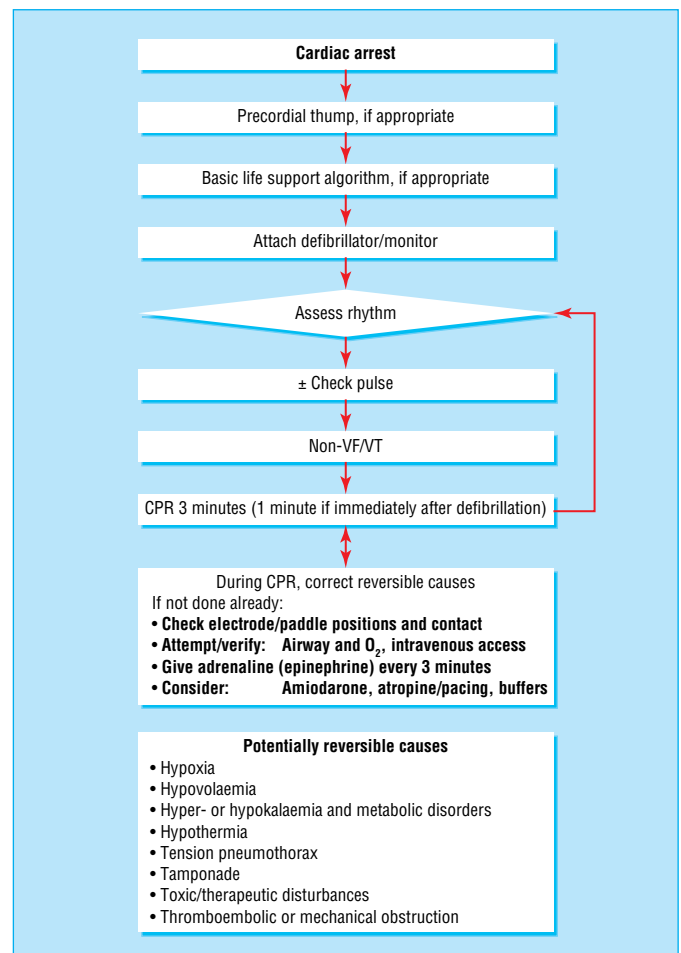 Cardiac arrest
Precordial thump, if appropriate
Basic life support algorithm, if appropriate
Attach defibrillator/monitor
Assess rhythm
± Check pulse
Non-VF/VT
CPR 3 minutes (1 minute if immediately after defibrillation)
During CPR, correct reversible causes
If not done already:
• Check electrode/paddle positions and contact
• Attempt/verify: Airway and O₂, intravenous access
• Give adrenaline (epinephrine) every 3 minutes
• Consider: Amiodarone, atropine/pacing, buffers
Potentially reversible causes
• Hypoxia
• Hypovolaemia
• Hyper- or hypokalaemia and metabolic disorders
• Hypothermia
• Tension pneumothorax
• Tamponade
• Toxic/therapeutic disturbances
• Thromboembolic or mechanical obstruction